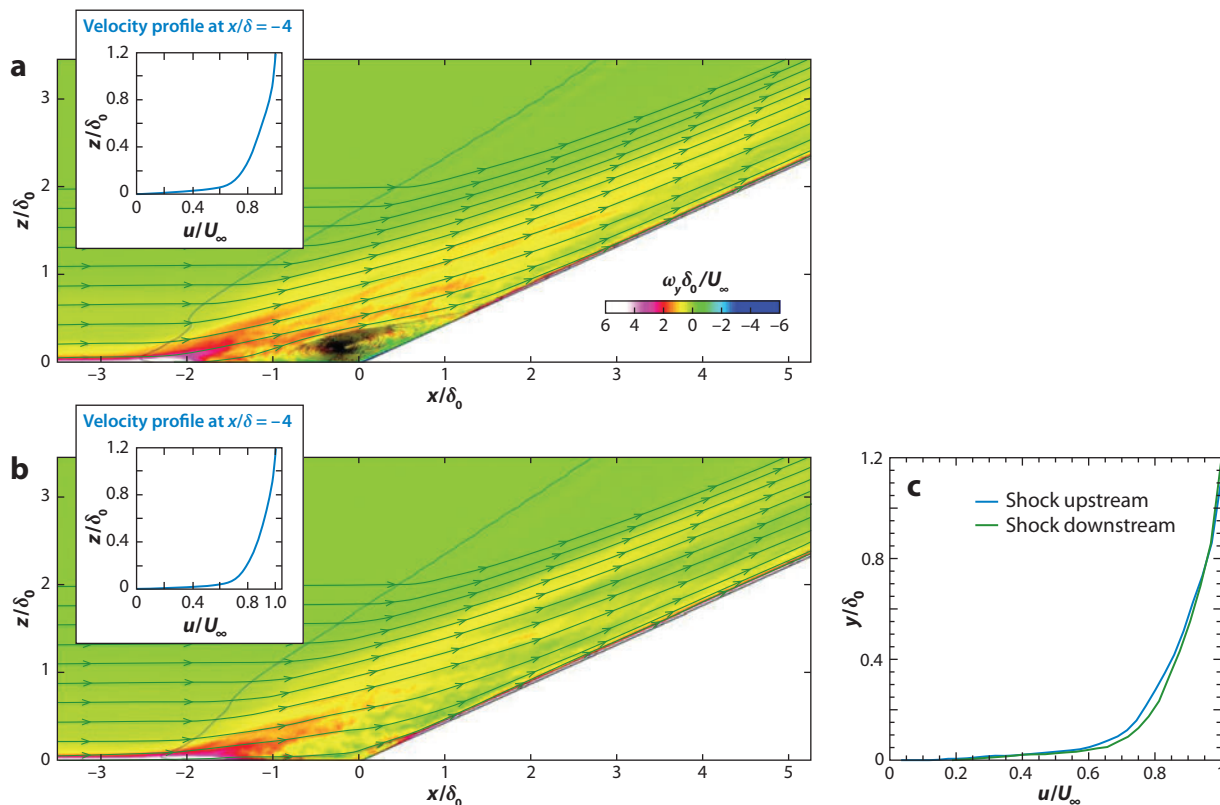 a
Velocity profile at x/δ = −4
1.2
0.8
0.4
0
z/δ₀
0 0.4 0.8
u/U∞
3
2
1
0
z/δ₀
ω_y δ₀/U∞
6 4 2 0 −2 −4 −6
−3 −2 −1 0 1 2 3 4 5
x/δ₀
b
Velocity profile at x/δ = −4
1.2
0.8
0.4
0
z/δ₀
0 0.4 0.8 1.0
u/U∞
3
2
1
0
z/δ₀
−3 −2 −1 0 1 2 3 4 5
x/δ₀
c
Shock upstream
Shock downstream
1.2
0.8
0.4
0
y/δ₀
0 0.2 0.4 0.6 0.8
u/U∞